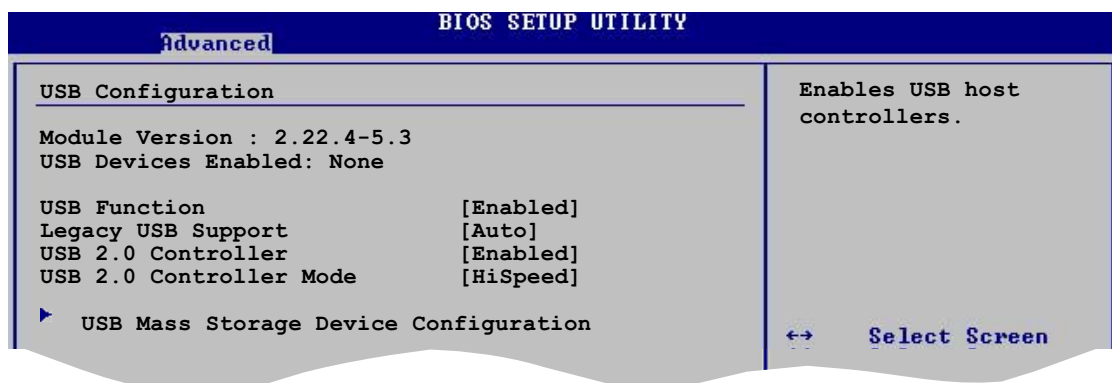 BIOS SETUP UTILITY
Advanced
USB Configuration
Module Version : 2.22.4-5.3
USB Devices Enabled: None
USB Function [Enabled]
Legacy USB Support [Auto]
USB 2.0 Controller [Enabled]
USB 2.0 Controller Mode [HiSpeed]
USB Mass Storage Device Configuration
Enables USB host
controllers.
↔ Select Screen